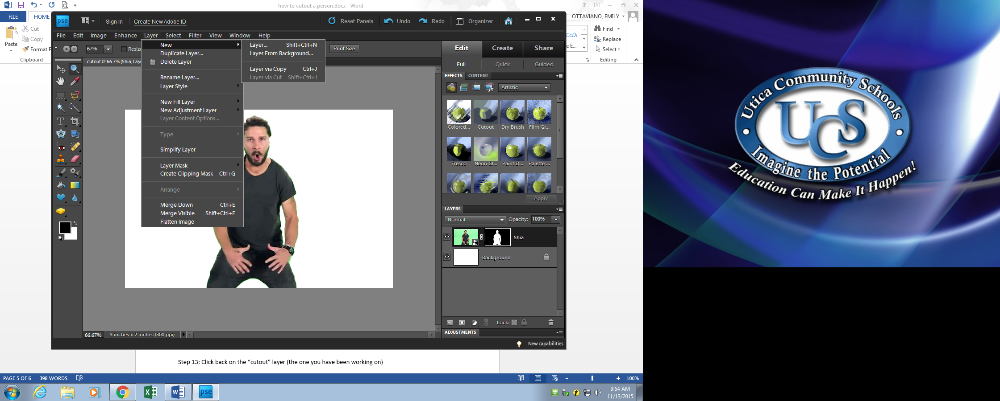 how to cutout a person.docx - Word
FILE
HOME
OTTAVIANO, EMILY
Cut
Copy
Format P
Paste
Clipboard
Find
Replace
Select
Editing
pse
Sign In
Create New Adobe ID
Reset Panels
Undo
Redo
Organizer
File Edit Image Enhance Layer Select Filter View Window Help
67%
Resize
Print Size
cutout @ 66.7% (Shia, Laye
New
Duplicate Layer...
Delete Layer
Rename Layer...
Layer Style
New Fill Layer
New Adjustment Layer
Layer Content Options...
Type
Simplify Layer
Layer Mask
Create Clipping Mask Ctrl+G
Arrange
Merge Down Ctrl+E
Merge Visible Shift+Ctrl+E
Flatten Image
Layer... Shift+Ctrl+N
Layer From Background...
Layer via Copy Ctrl+J
Layer via Cut Shift+Ctrl+J
Edit Create Share
Full Quick Guided
EFFECTS CONTENT
Artistic
Colored... Cutout Dry Brush Film Gr...
Fresco Neon Gl... Paint D... Palette ...
Apply
LAYERS
Normal Opacity: 100%
Shia
Background
Lock:
ADJUSTMENTS
66.67% 3 inches x 2 inches (300 ppi)
New capabilities
Step 13: Click back on the “cutout” layer (the one you have been working on)
PAGE 5 OF 6 398 WORDS
100%
pse
9:54 AM
11/13/2015
Utica Community Schools
UCS
Imagine the Potential
Education Can Make It Happen!